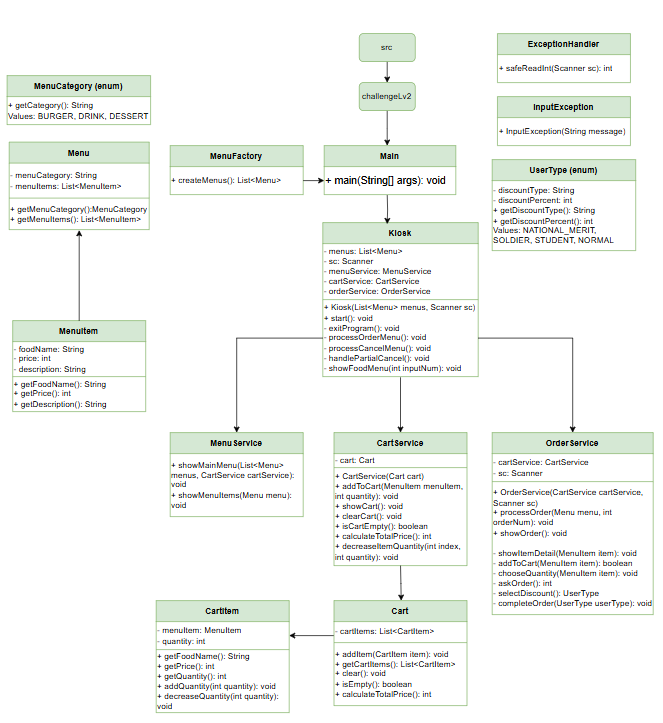 src
challengeLv2
ExceptionHandler
+ safeReadInt(Scanner sc): int
MenuCategory (enum)
+ getCategory(): String
Values: BURGER, DRINK, DESSERT
InputException
+ InputException(String message)
Menu
- menuCategory: String
- menuItems: List<MenuItem>
+ getMenuCategory():MenuCategory
+ getMenuItems(): List<MenuItem>
MenuFactory
+ createMenus(): List<Menu>
Main
+ main(String[] args): void
UserType (enum)
- discountType: String
- discountPercent: int
+ getDiscountType(): String
+ getDiscountPercent(): int
Values: NATIONAL_MERIT,
SOLDIER, STUDENT, NORMAL
Kiosk
- menus: List<Menu>
- sc: Scanner
- menuService: MenuService
- cartService: CartService
- orderService: OrderService
+ Kiosk(List<Menu> menus, Scanner sc)
+ start(): void
- exitProgram(): void
- processOrderMenu(): void
- processCancelMenu(): void
- handlePartialCancel(): void
- showFoodMenu(int inputNum): void
MenuItem
- foodName: String
- price: int
- description: String
+ getFoodName(): String
+ getPrice(): int
+ getDescription(): String
MenuService
+ showMainMenu(List<Menu>
menus, CartService cartService):
void
+ showMenuItems(Menu menu):
void
CartService
- cart: Cart
+ CartService(Cart cart)
+ addToCart(MenuItem menuItem,
int quantity): void
+ showCart(): void
+ clearCart(): void
+ isCartEmpty(): boolean
+ calculateTotalPrice(): int
+ decreaseItemQuantity(int index,
int quantity): void
OrderService
- cartService: CartService
- sc: Scanner
+ OrderService(CartService cartService,
Scanner sc)
+ processOrder(Menu menu, int
orderNum): void
+ showOrder(): void
- showItemDetail(MenuItem item): void
- addToCart(MenuItem item): boolean
- chooseQuantity(MenuItem item): void
- askOrder(): int
- selectDiscount(): UserType
- completeOrder(UserType userType): void
CartItem
- menuItem: MenuItem
- quantity: int
+ getFoodName(): String
+ getPrice(): int
+ getQuantity(): int
+ addQuantity(int quantity): void
+ decreaseQuantity(int quantity):
void
Cart
- cartItems: List<CartItem>
+ addItem(CartItem item): void
+ getCartItems(): List<CartItem>
+ clear(): void
+ isEmpty(): boolean
+ calculateTotalPrice(): int